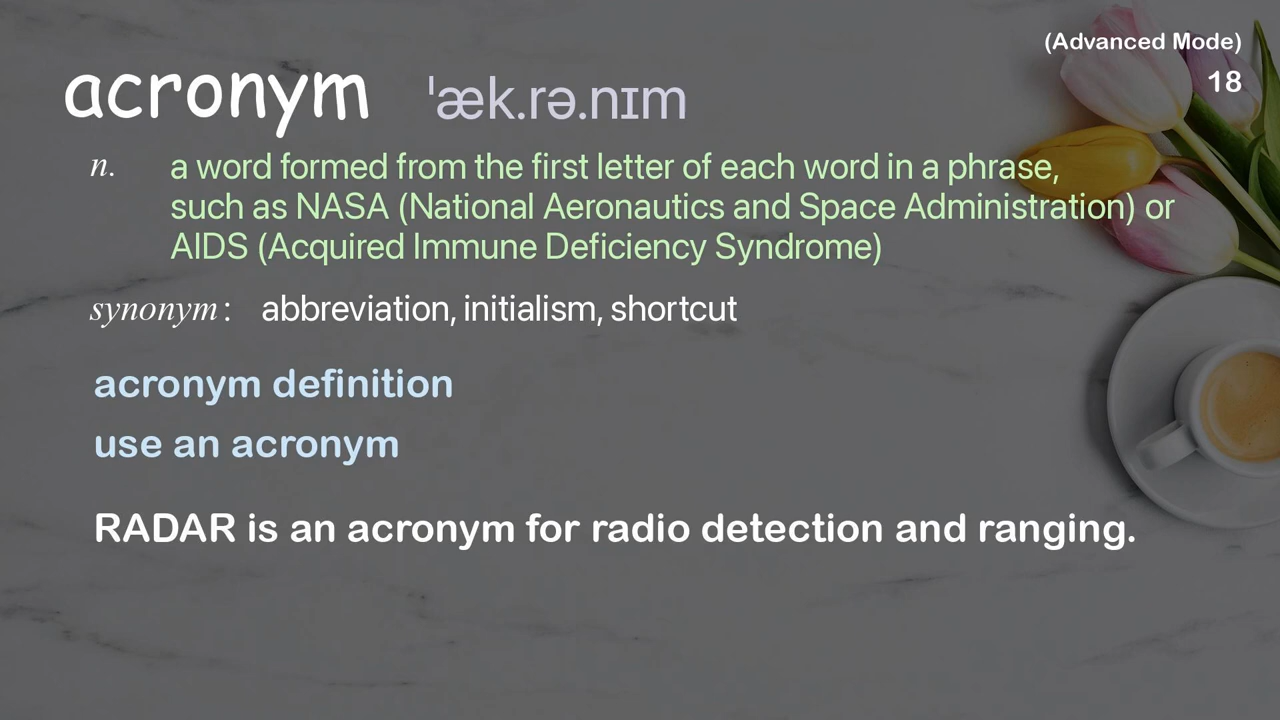 (Advanced Mode)
18
acronym ˈæk.rə.nɪm
n. a word formed from the first letter of each word in a phrase,
such as NASA (National Aeronautics and Space Administration) or
AIDS (Acquired Immune Deficiency Syndrome)
synonym: abbreviation, initialism, shortcut
acronym definition
use an acronym
RADAR is an acronym for radio detection and ranging.